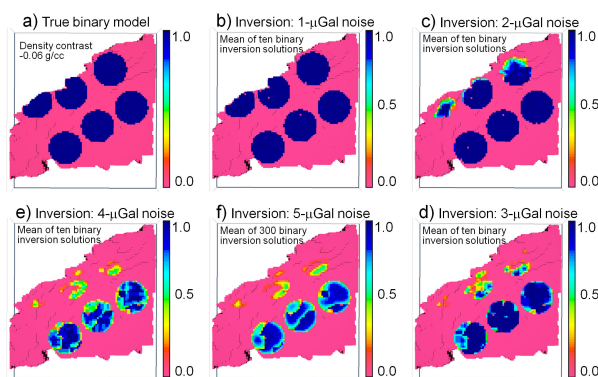 a) True binary model
Density contrast
-0.06 g/cc
1.0
0.0
b) Inversion: 1-μGal noise
Mean of ten binary
inversion solutions
1.0
0.5
0.0
c) Inversion: 2-μGal noise
Mean of ten binary
inversion solutions
1.0
0.5
0.0
e) Inversion: 4-μGal noise
Mean of ten binary
inversion solutions
1.0
0.5
0.0
f) Inversion: 5-μGal noise
Mean of 300 binary
inversion solutions
1.0
0.5
0.0
d) Inversion: 3-μGal noise
Mean of ten binary
inversion solutions
1.0
0.5
0.0